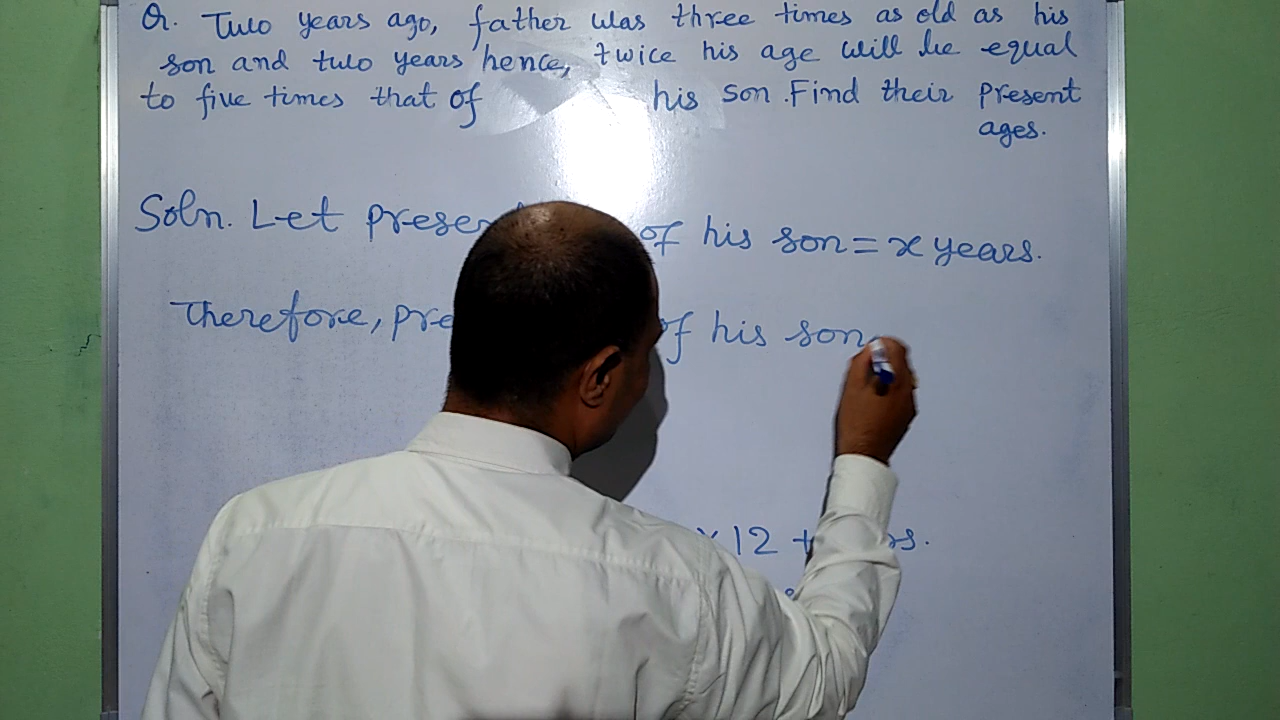 Qr. Two years ago, father was three times as old as his
son and two years hence, twice his age will be equal
to five times that of his son. Find their present
ages.
Soln. Let of his son = x years.
Therefore, of his son
12 +